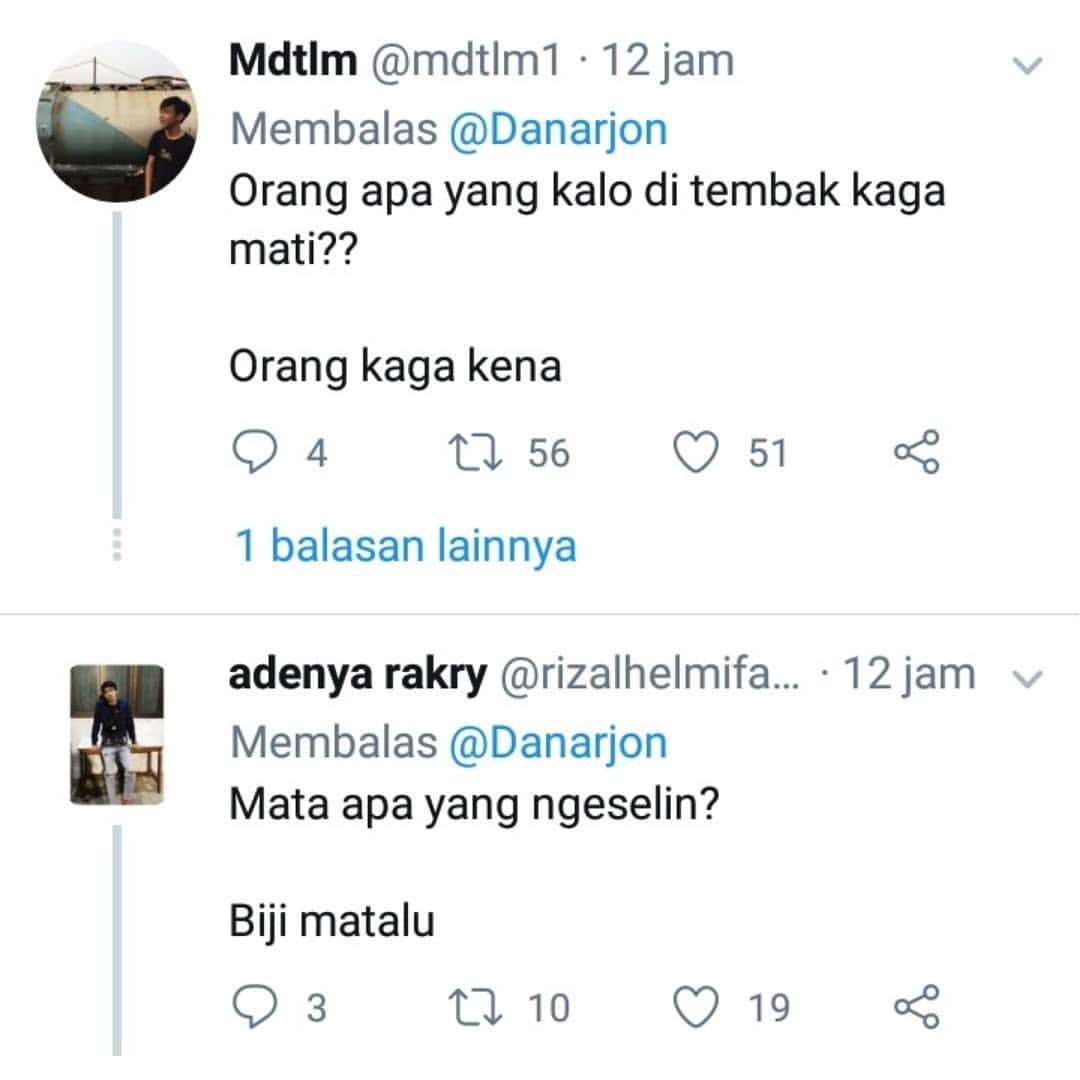 Mdtlm @mdtlm1 · 12 jam
Membalas @Danarjon
Orang apa yang kalo di tembak kaga
mati??
Orang kaga kena
4 56 51
1 balasan lainnya
adenya rakry @rizalhelmifa... · 12 jam
Membalas @Danarjon
Mata apa yang ngeselin?
Biji matalu
3 10 19